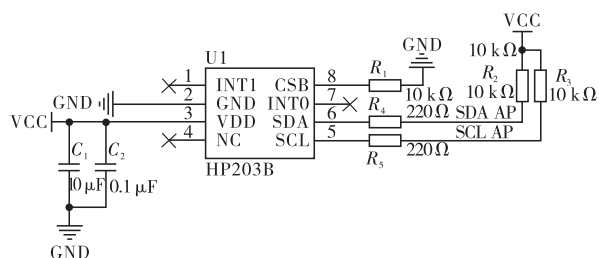 VCC
GND
10 kΩ
U1
R1
R2
R3
1
INT1
CSB
8
10 kΩ
10 kΩ
10 kΩ
GND
2
GND
INT0
7
R4
220 Ω
SDA AP
VCC
3
VDD
SDA
6
4
NC
SCL
5
SCL AP
220 Ω
R5
C1
C2
HP203B
10 μF
0.1 μF
GND